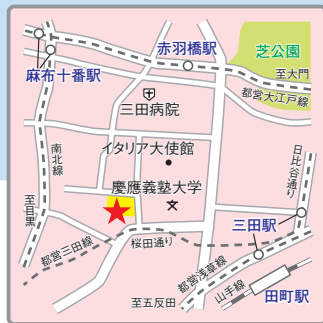 赤羽橋駅
芝公園
至大門
麻布十番駅
都営大江戸線
三田病院
イタリア大使館
南北線
日比谷通り
慶應義塾大学
至目黒
三田駅
都営三田線
桜田通り
都営浅草線
山手線
田町駅
至五反田